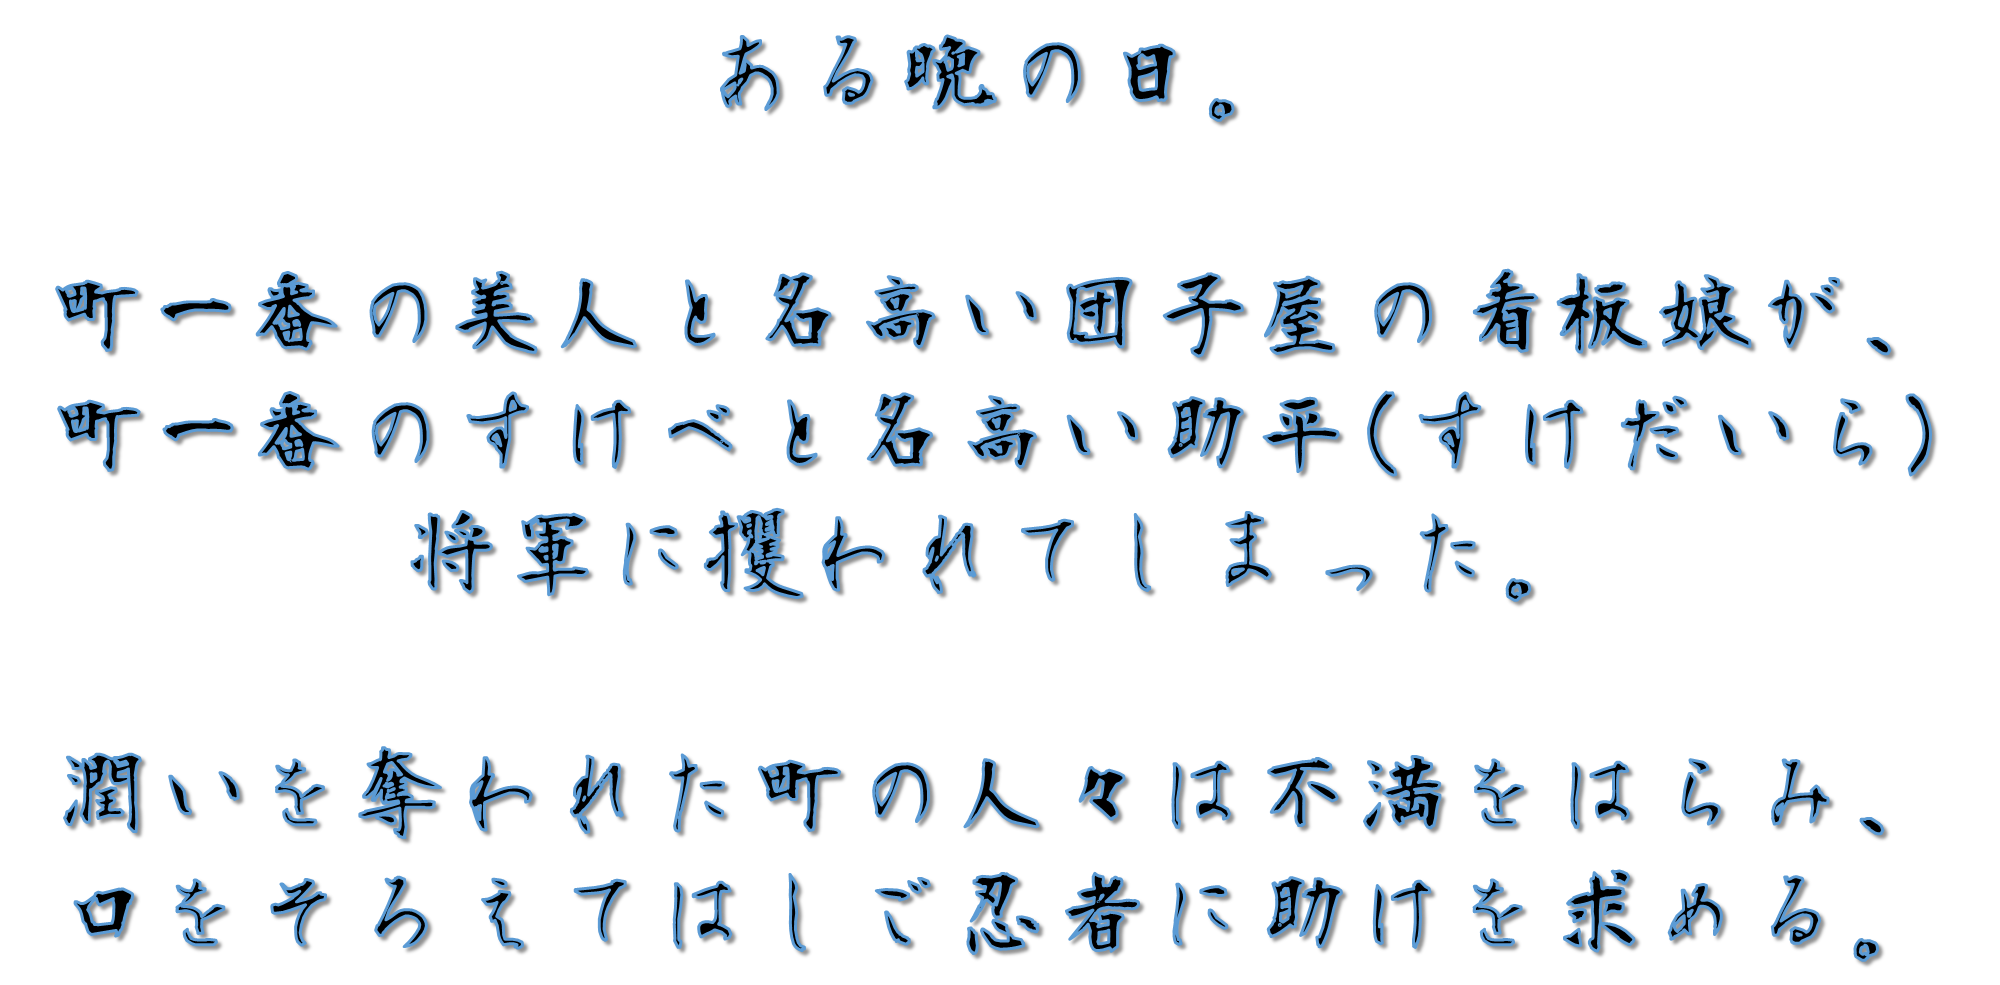 ある晩の日。
町一番の美人と名高い団子屋の看板娘が、
町一番のすけべと名高い助平(すけだいら)
将軍に攫われてしまった。
潤いを奪われた町の人々は不満をはらみ、
口をそろえてはしご忍者に助けを求める。